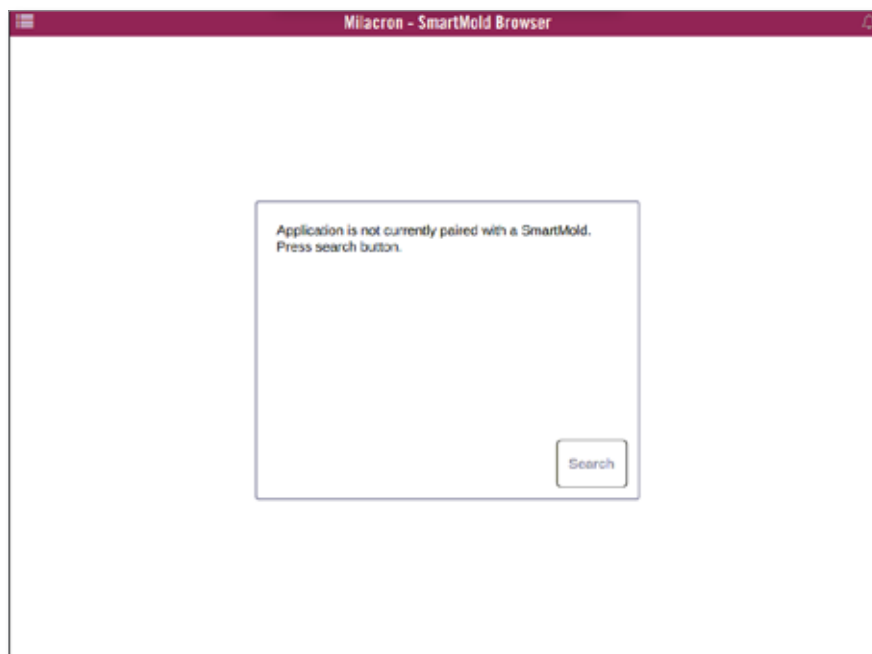 Milacron - SmartMold Browser
Application is not currently paired with a SmartMold.
Press search button.
Search